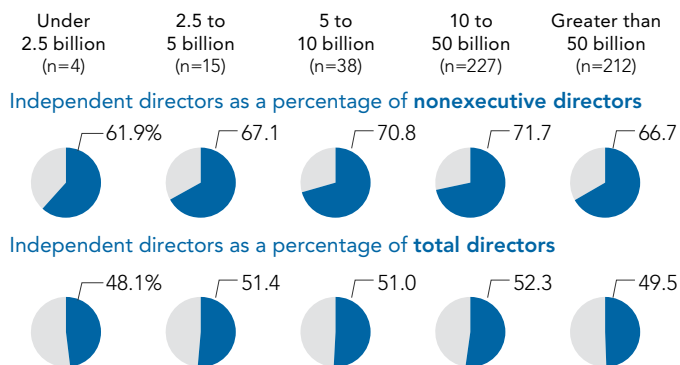 Under 2.5 to 5 to 10 to Greater than
2.5 billion 5 billion 10 billion 50 billion 50 billion
(n=4) (n=15) (n=38) (n=227) (n=212)
Independent directors as a percentage of nonexecutive directors
61.9% 67.1 70.8 71.7 66.7
Independent directors as a percentage of total directors
48.1% 51.4 51.0 52.3 49.5